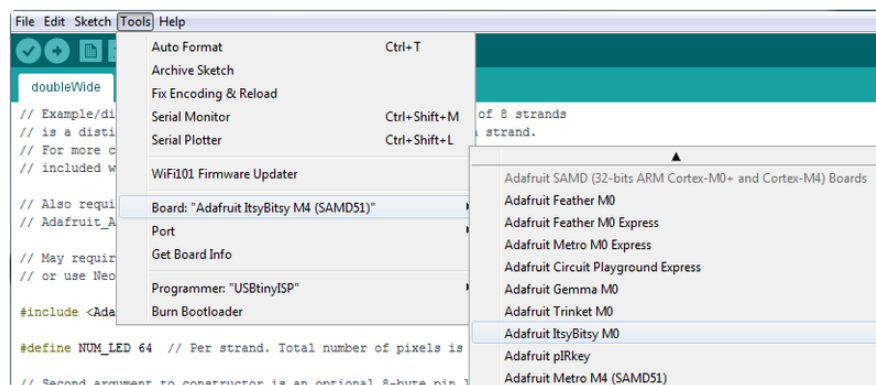 File Edit Sketch Tools Help
Auto Format Ctrl+T
Archive Sketch
Fix Encoding & Reload
Serial Monitor Ctrl+Shift+M
Serial Plotter Ctrl+Shift+L
WiFi101 Firmware Updater
Board: "Adafruit ItsyBitsy M4 (SAMD51)"
Port
Get Board Info
Programmer: "USBtinyISP"
Burn Bootloader
doubleWide
// Example/di of 8 strands
// is a disti strand.
// For more c
// included w
// Also requi
// Adafruit_A
// May requir
// or use Neo
#include <Ada
#define NUM_LED 64 // Per strand. Total number of pixels is
// Second argument to constructor is an optional 8-byte pin l
Adafruit SAMD (32-bits ARM Cortex-M0+ and Cortex-M4) Boards
Adafruit Feather M0
Adafruit Feather M0 Express
Adafruit Metro M0 Express
Adafruit Circuit Playground Express
Adafruit Gemma M0
Adafruit Trinket M0
Adafruit ItsyBitsy M0
Adafruit pIRkey
Adafruit Metro M4 (SAMD51)